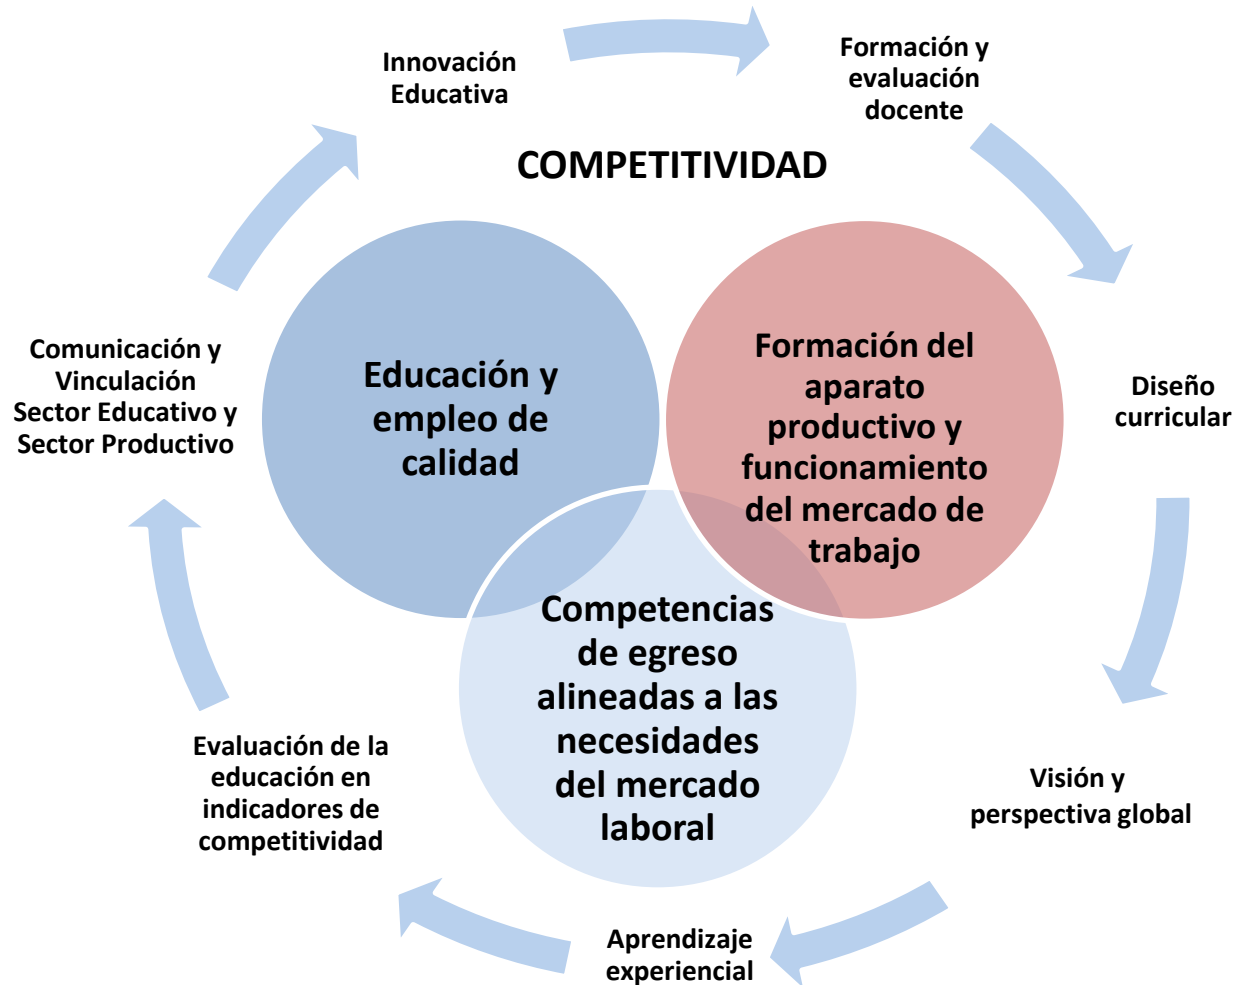 Innovación
Educativa
Formación y
evaluación
docente
COMPETITIVIDAD
Comunicación y
Vinculación
Sector Educativo y
Sector Productivo
Educación y
empleo de
calidad
Formación del
aparato
productivo y
funcionamiento
del mercado de
trabajo
Diseño
curricular
Competencias
de egreso
alineadas a las
necesidades
del mercado
laboral
Evaluación de la
educación en
indicadores de
competitividad
Visión y
perspectiva global
Aprendizaje
experiencial